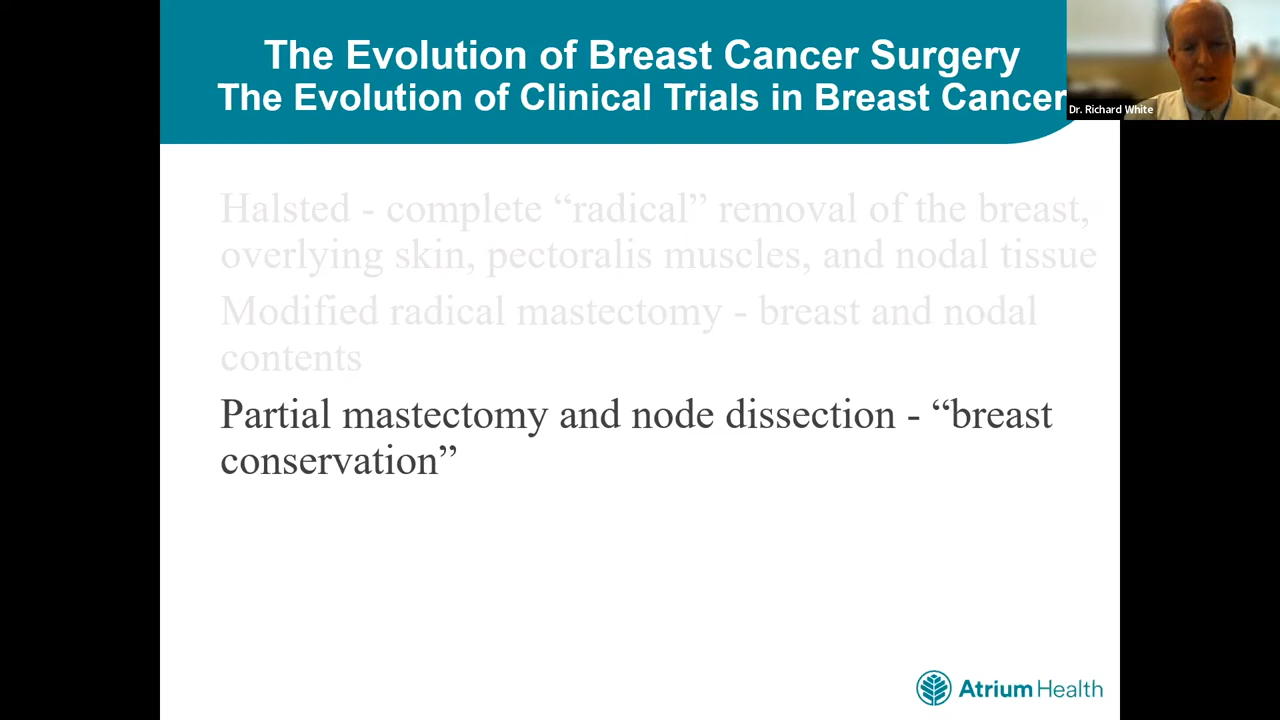 The Evolution of Breast Cancer Surgery
The Evolution of Clinical Trials in Breast Cancer
Dr. Richard White
Halsted - complete “radical” removal of the breast,
overlying skin, pectoralis muscles, and nodal tissue
Modified radical mastectomy - breast and nodal
contents
Partial mastectomy and node dissection - “breast
conservation”
Atrium Health